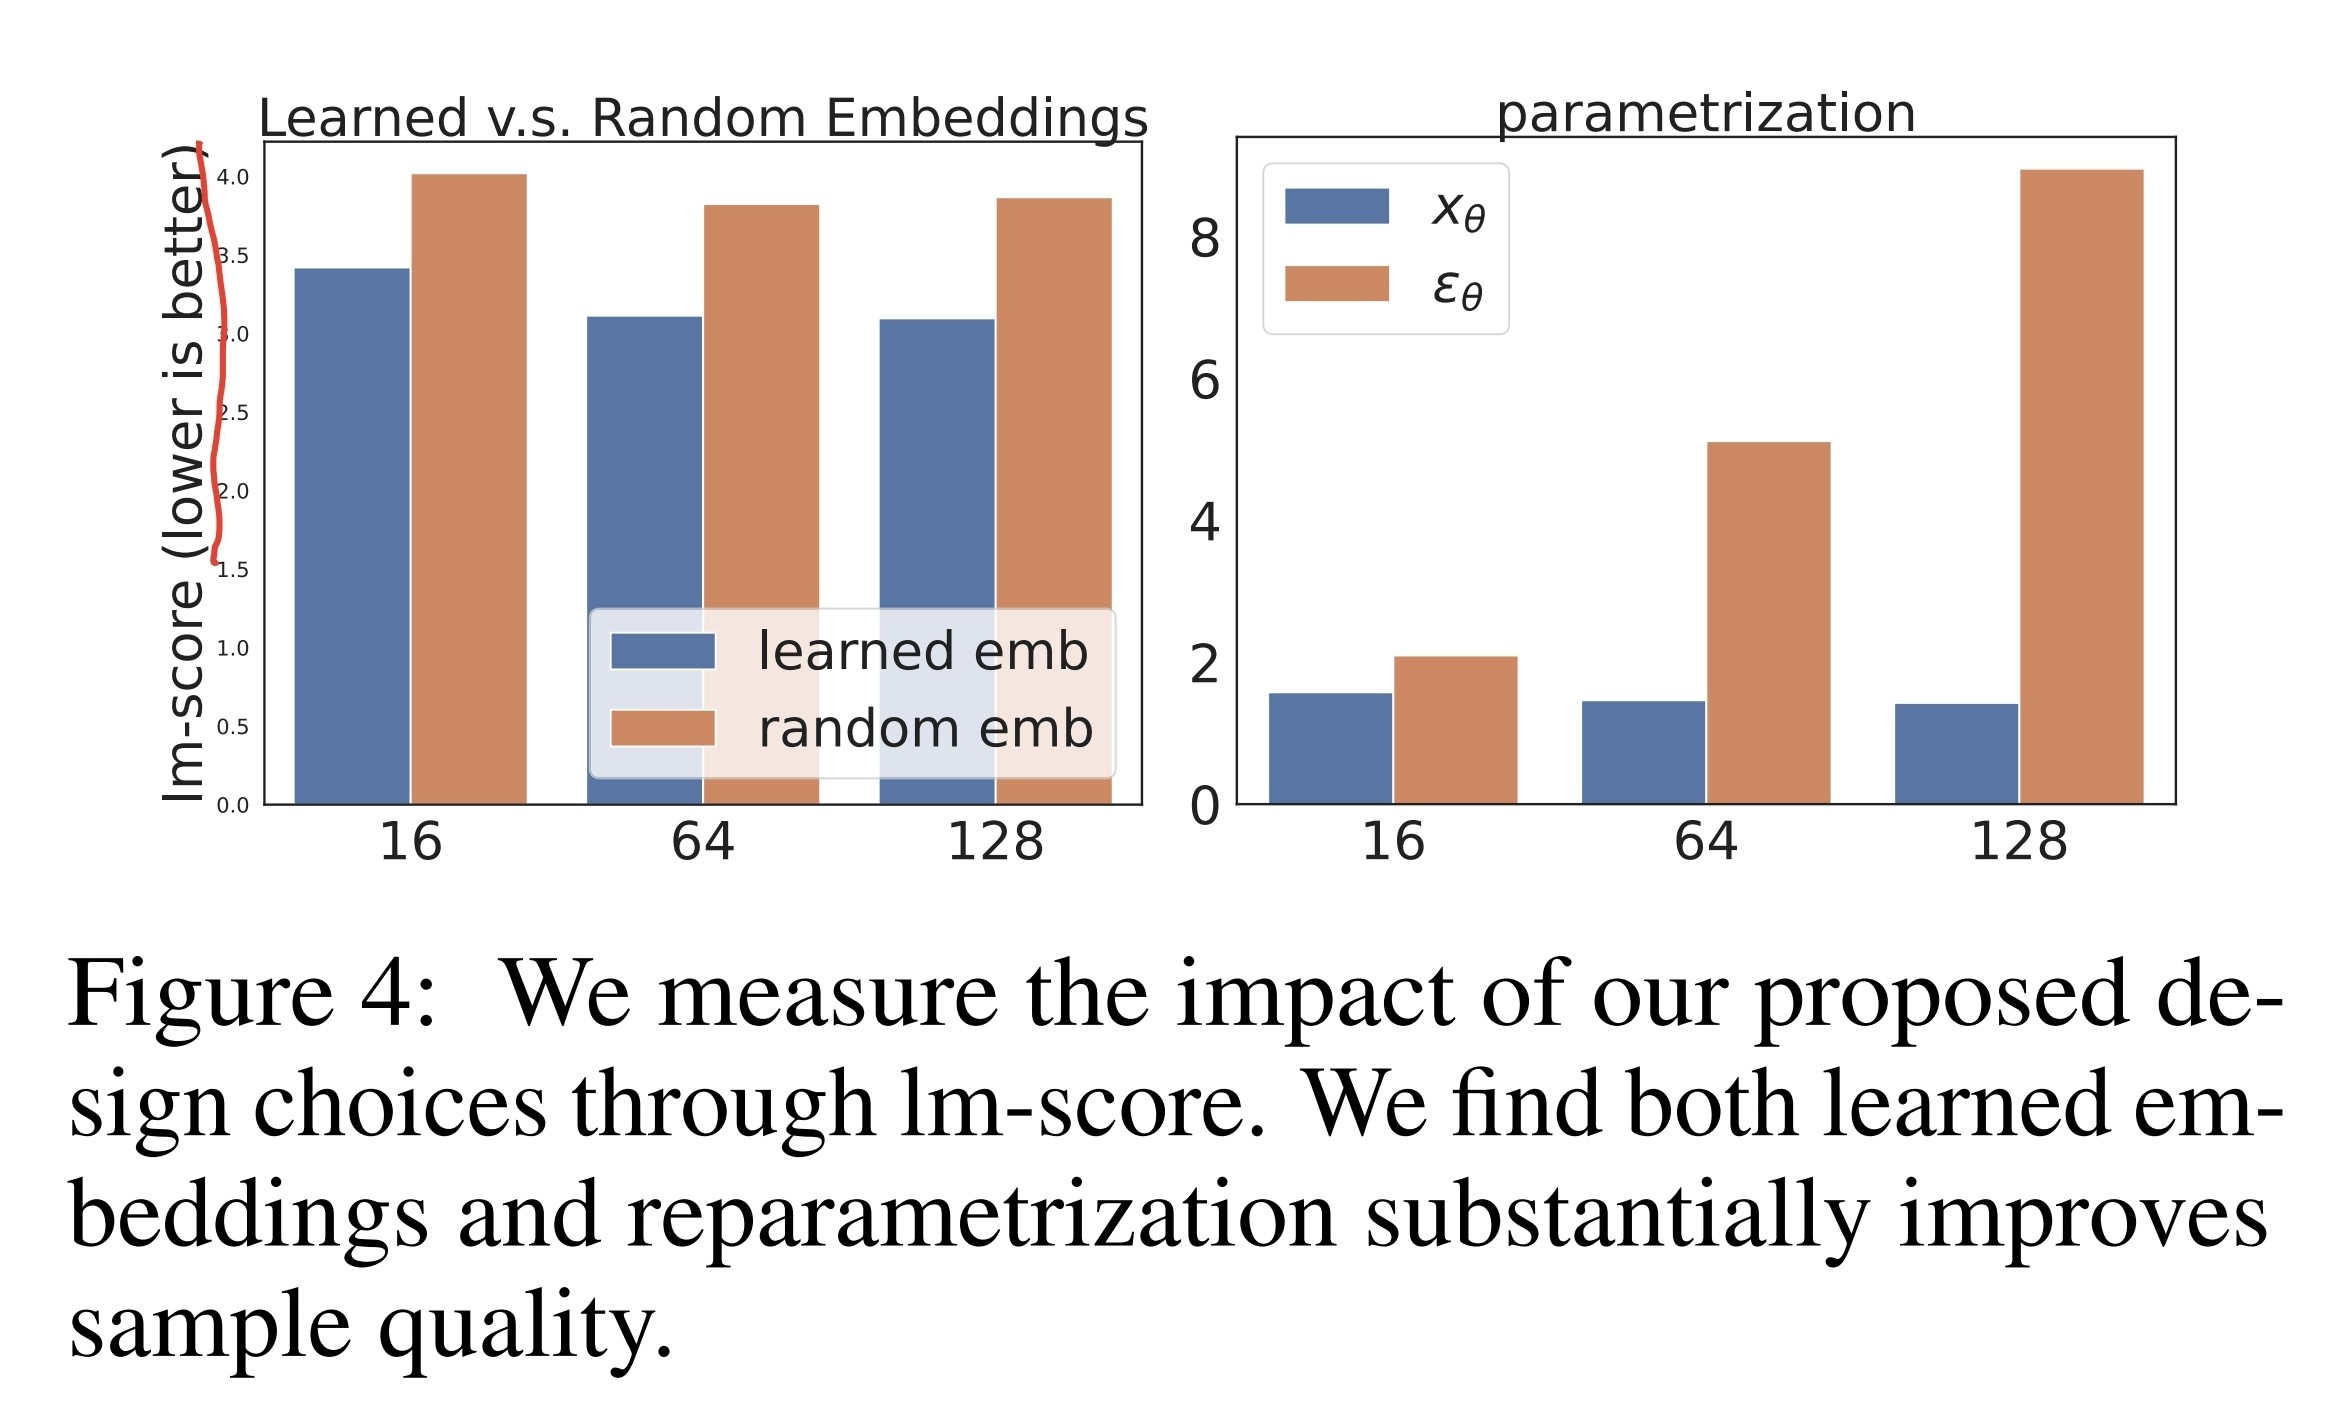 Learned v.s. Random Embeddings
lm-score (lower is better)
4.0
3.5
3.0
2.5
2.0
1.5
1.0
0.5
0.0
learned emb
random emb
16 64 128
parametrization
xθ
εθ
8
6
4
2
0
16 64 128
Figure 4: We measure the impact of our proposed de-
sign choices through lm-score. We find both learned em-
beddings and reparametrization substantially improves
sample quality.